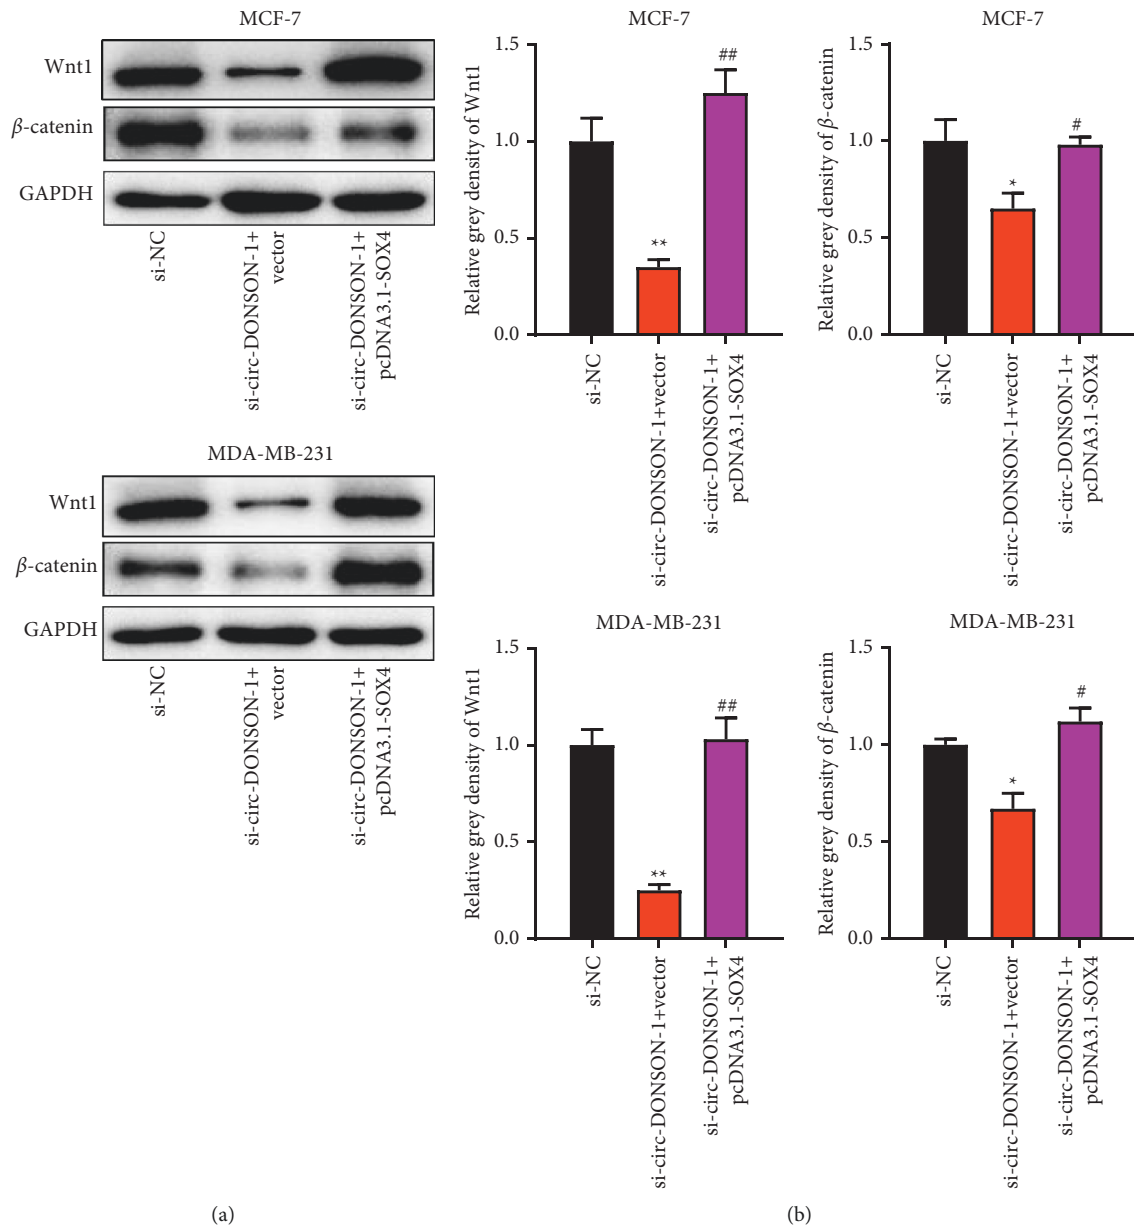 MCF-7
Wnt1
β-catenin
GAPDH
si-NC
si-circ-DONSON-1+
vector
si-circ-DONSON-1+
pcDNA3.1-SOX4
MDA-MB-231
Wnt1
β-catenin
GAPDH
si-NC
si-circ-DONSON-1+
vector
si-circ-DONSON-1+
pcDNA3.1-SOX4
(a)
MCF-7
Relative grey density of Wnt1
1.5
1.0
0.5
0.0
**
##
si-NC
si-circ-DONSON-1+vector
si-circ-DONSON-1+
pcDNA3.1-SOX4
MCF-7
Relative grey density of β-catenin
1.5
1.0
0.5
0.0
*
#
si-NC
si-circ-DONSON-1+vector
si-circ-DONSON-1+
pcDNA3.1-SOX4
MDA-MB-231
Relative grey density of Wnt1
1.5
1.0
0.5
0.0
**
##
si-NC
si-circ-DONSON-1+vector
si-circ-DONSON-1+
pcDNA3.1-SOX4
MDA-MB-231
Relative grey density of β-catenin
1.5
1.0
0.5
0.0
*
#
si-NC
si-circ-DONSON-1+vector
si-circ-DONSON-1+
pcDNA3.1-SOX4
(b)